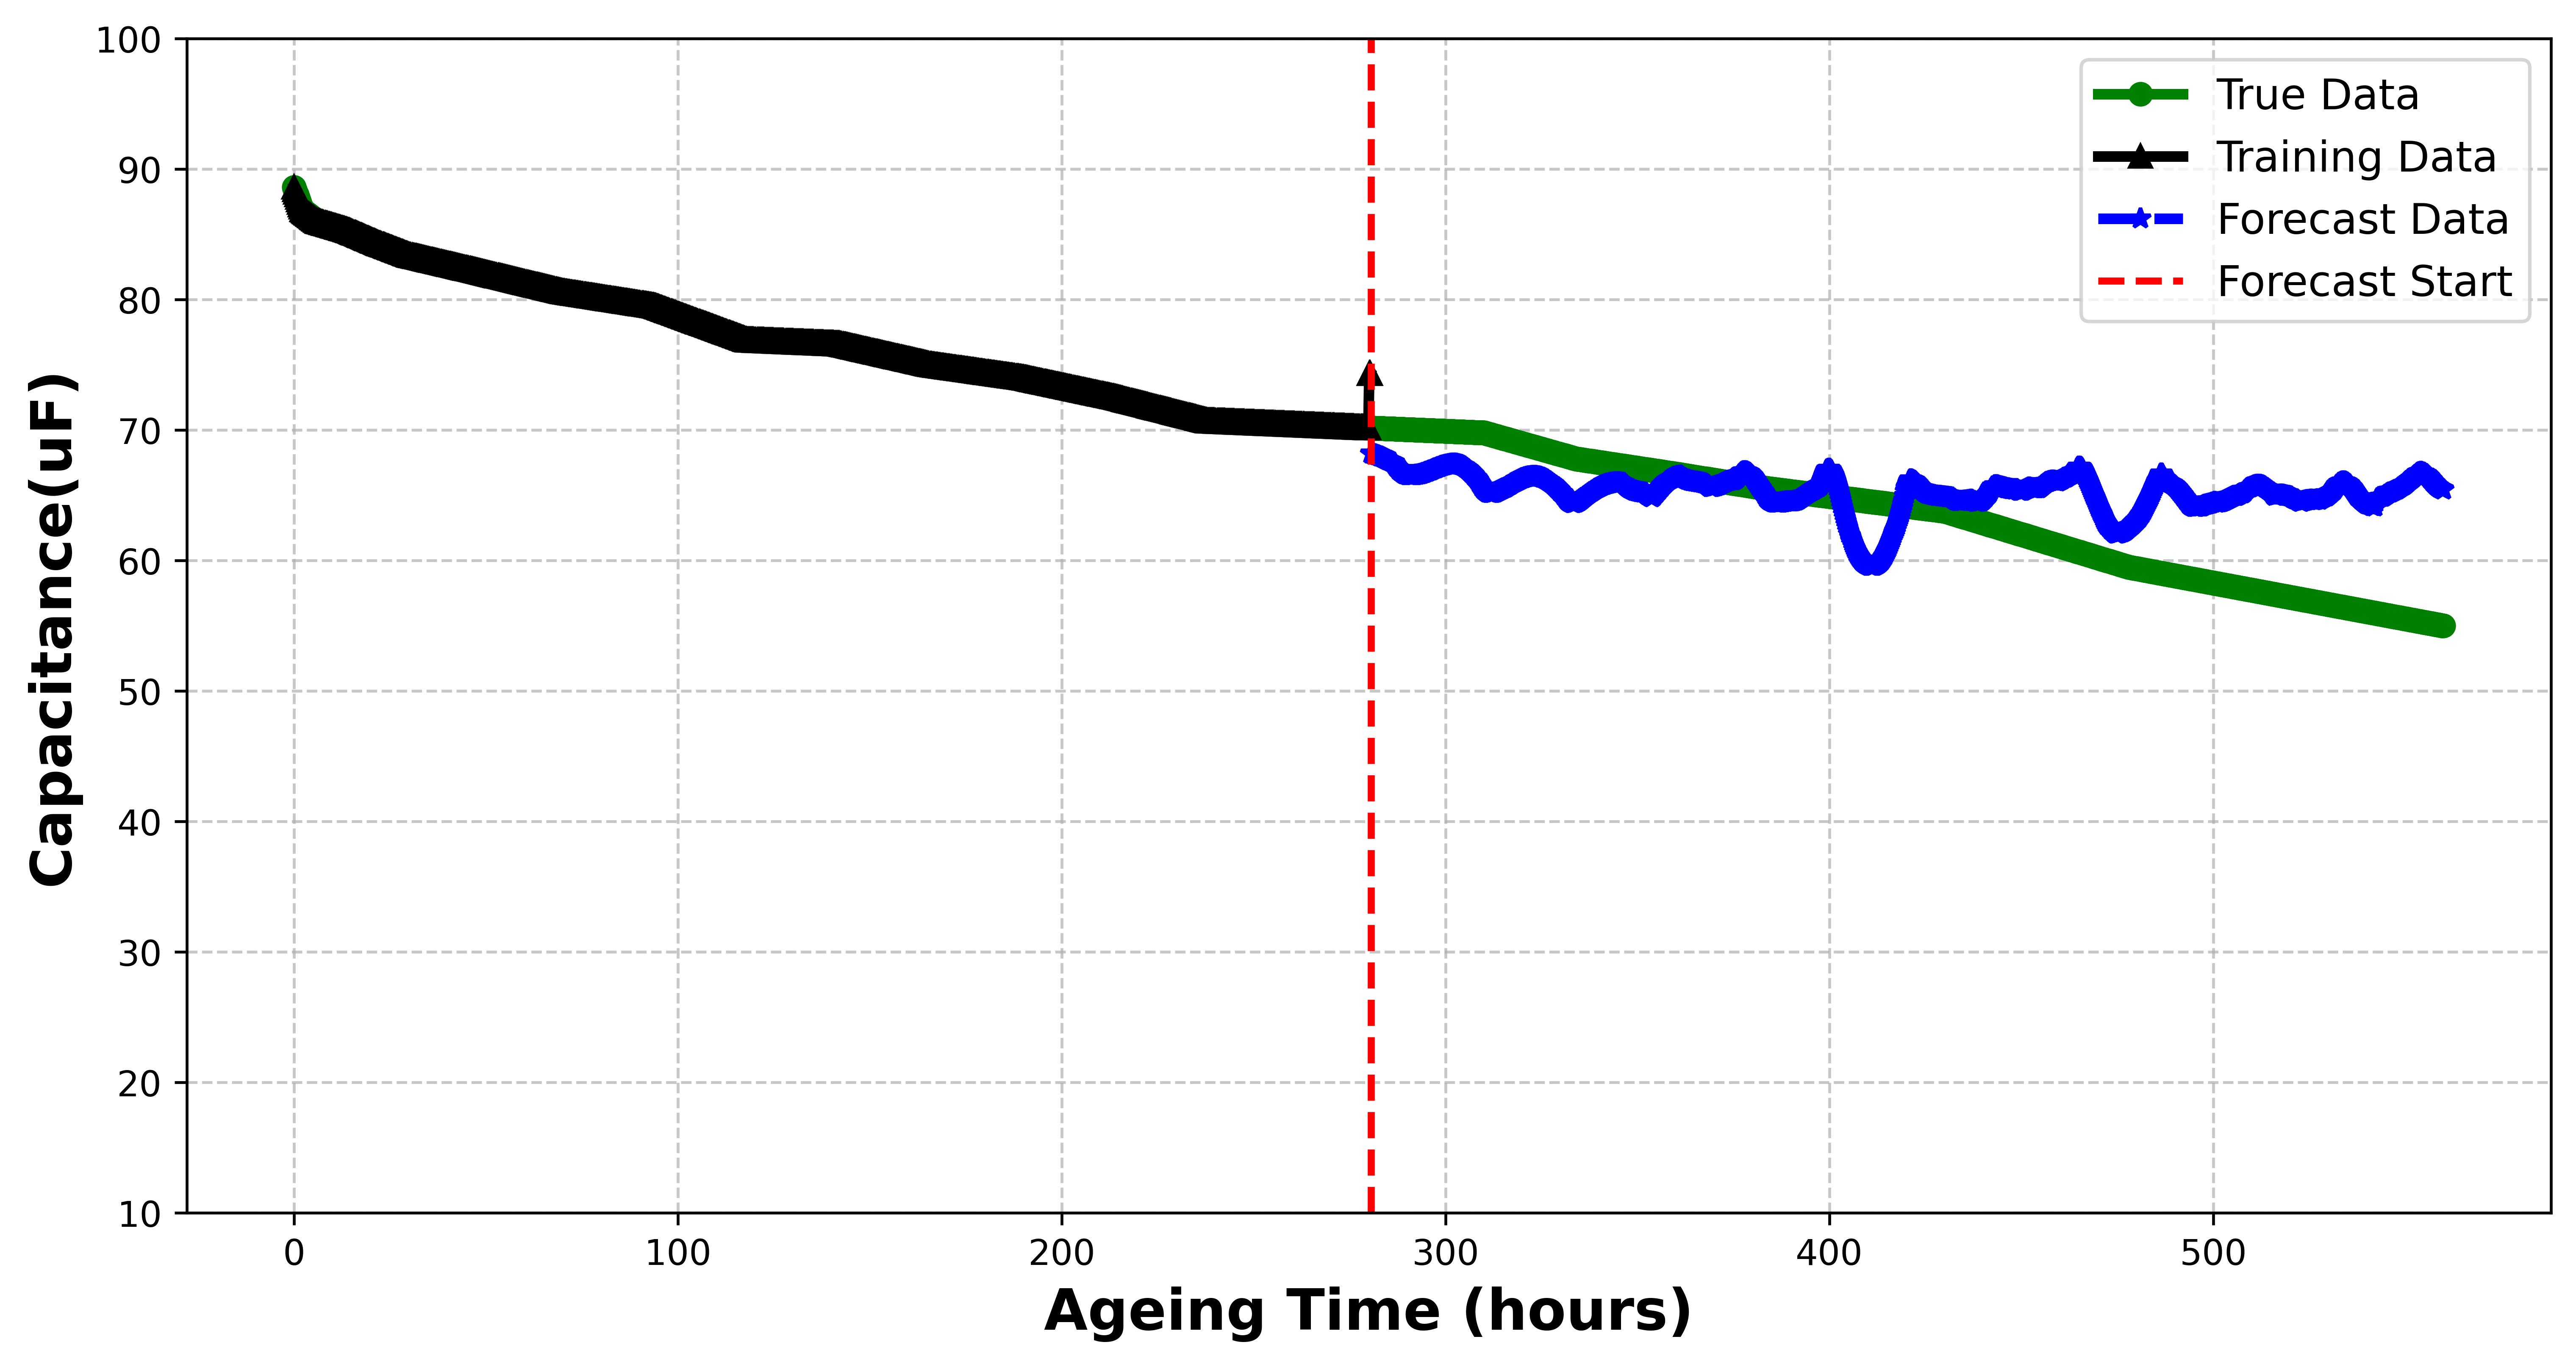 100
90
80
70
60
50
40
30
20
10
Capacitance(uF)
True Data
Training Data
Forecast Data
Forecast Start
0 100 200 300 400 500
Ageing Time (hours)